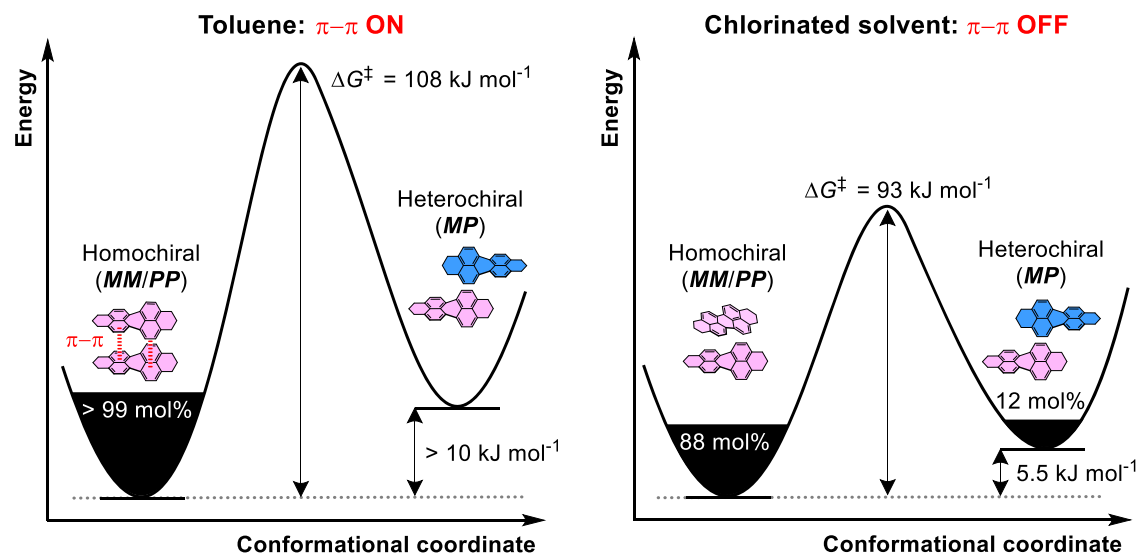 Toluene: π–π ON
Energy
ΔG‡ = 108 kJ mol-1
Heterochiral
(MP)
Homochiral
(MM/PP)
π–π
> 99 mol%
> 10 kJ mol-1
Conformational coordinate
Chlorinated solvent: π–π OFF
Energy
ΔG‡ = 93 kJ mol-1
Homochiral
(MM/PP)
Heterochiral
(MP)
12 mol%
88 mol%
5.5 kJ mol-1
Conformational coordinate